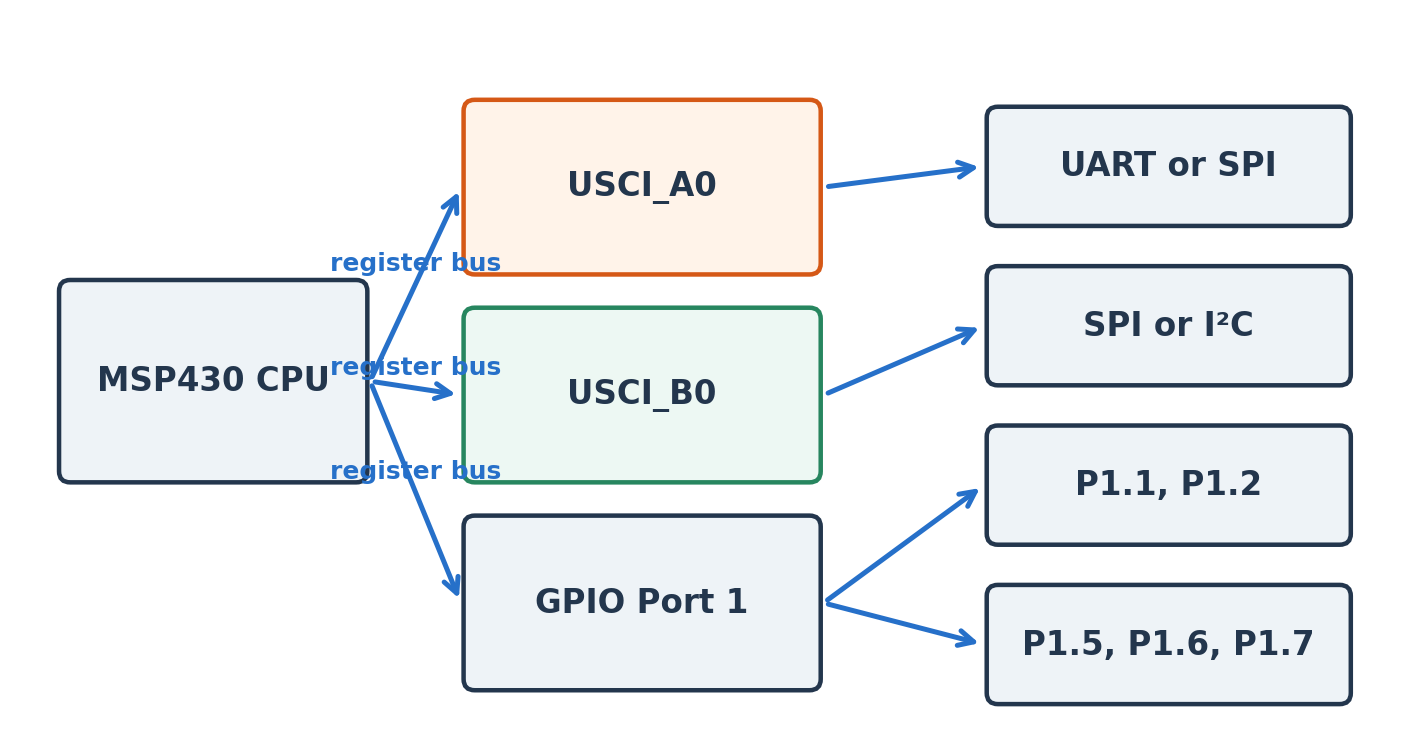 MSP430 CPU
register bus
register bus
register bus
USCI_A0
USCI_B0
GPIO Port 1
UART or SPI
SPI or I²C
P1.1, P1.2
P1.5, P1.6, P1.7